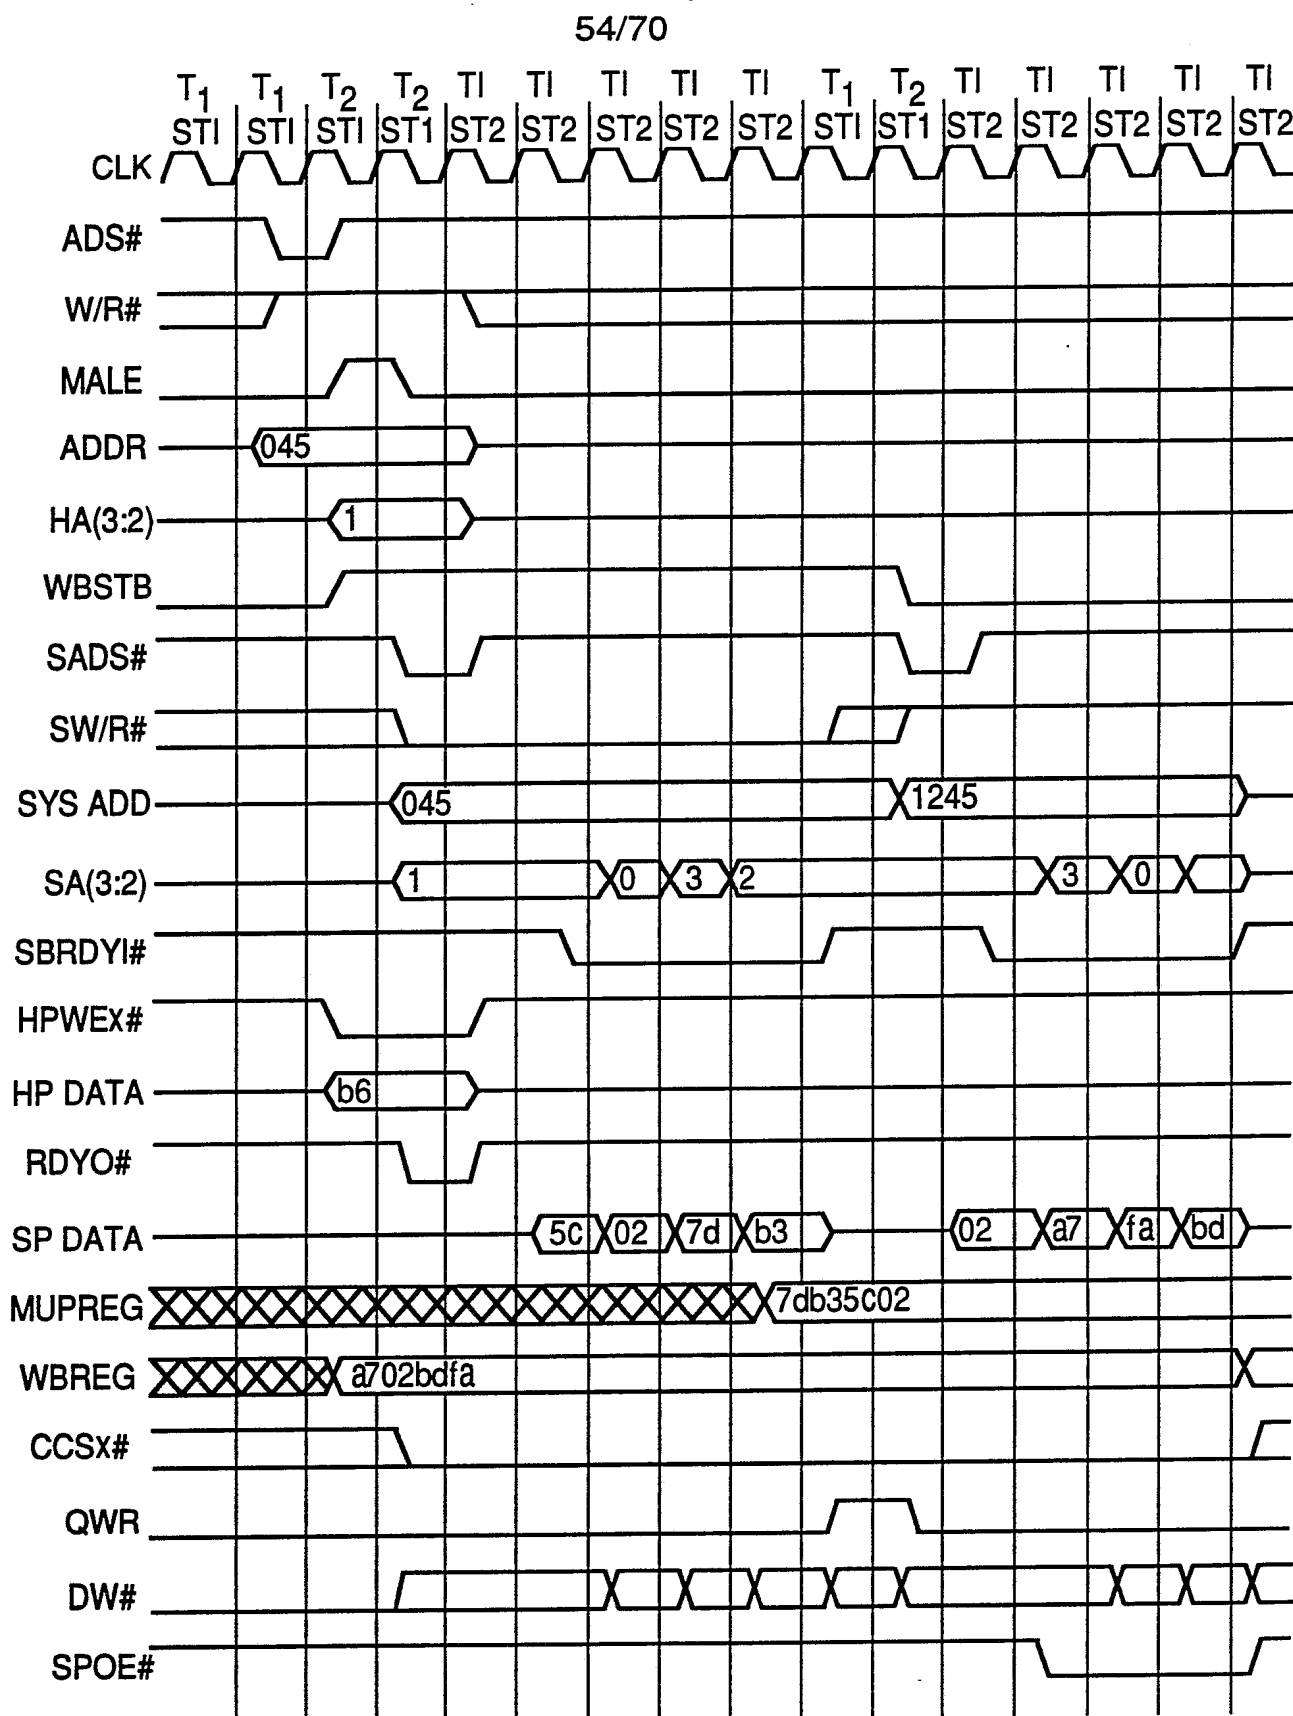 54/70
T1 T1 T2 T2 TI TI TI TI TI T1 T2 TI TI TI TI TI
STI STI STI ST1 ST2 ST2 ST2 ST2 ST2 STI ST1 ST2 ST2 ST2 ST2 ST2
CLK
ADS#
W/R#
MALE
ADDR 045
HA(3:2) 1
WBSTB
SADS#
SW/R#
SYS ADD 045 1245
SA(3:2) 1 0 3 2 3 0
SBRDYI#
HPWEx#
HP DATA b6
RDYO#
SP DATA 5c 02 7d b3 02 a7 fa bd
MUPREG 7db35c02
WBREG a702bdfa
CCSx#
QWR
DW#
SPOE#